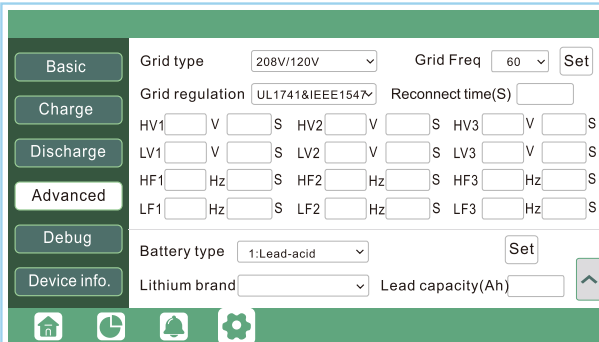 Basic
Charge
Discharge
Advanced
Debug
Device info.
Grid type 208V/120V Grid Freq 60 Set
Grid regulation UL1741&IEEE1547 Reconnect time(S)
HV1 V S HV2 V S HV3 V S
LV1 V S LV2 V S LV3 V S
HF1 Hz S HF2 Hz S HF3 Hz S
LF1 Hz S LF2 Hz S LF3 Hz S
Battery type 1:Lead-acid Set
Lithium brand Lead capacity(Ah)